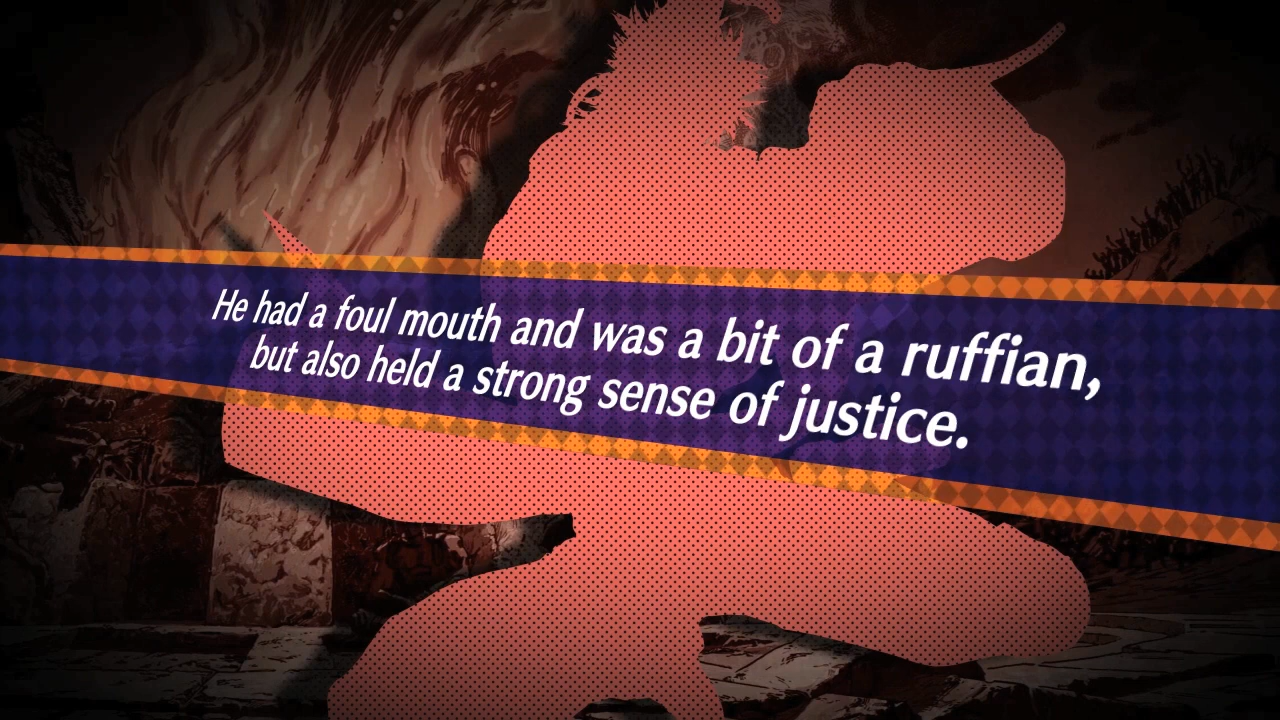 He had a foul mouth and was a bit of a ruffian,
but also held a strong sense of justice.